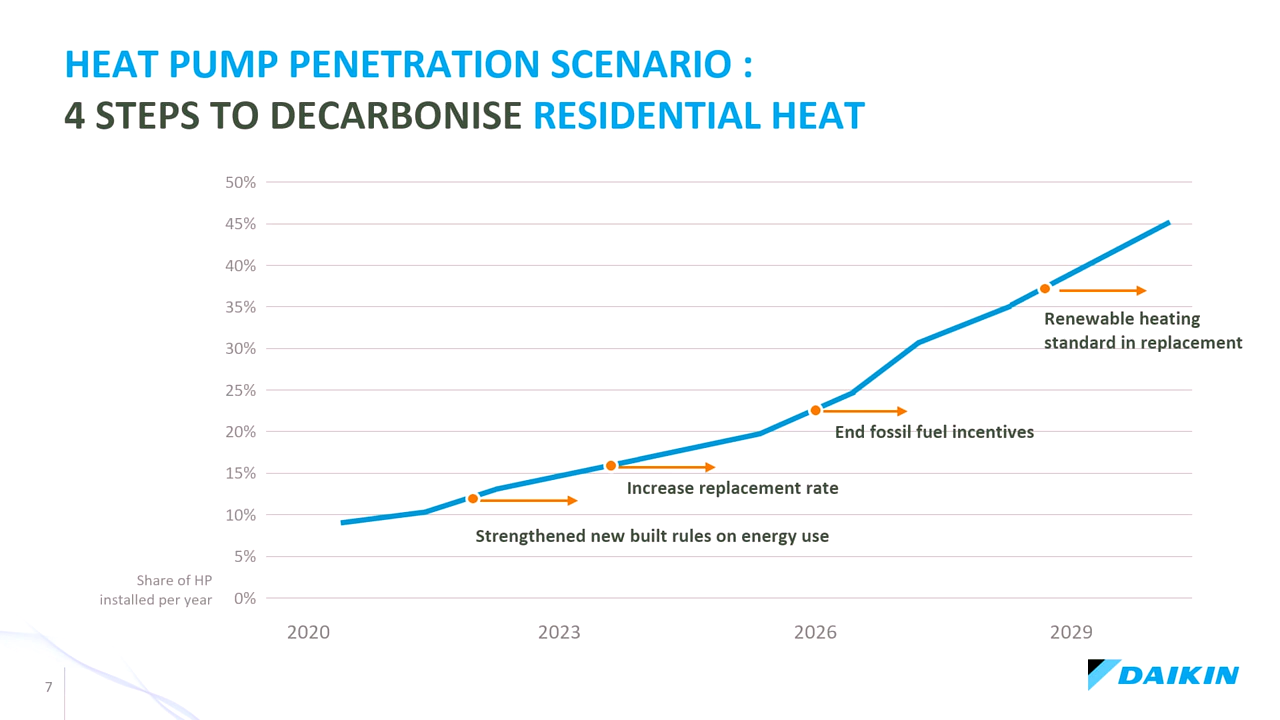 HEAT PUMP PENETRATION SCENARIO :
4 STEPS TO DECARBONISE RESIDENTIAL HEAT
50%
45%
40%
35%
Renewable heating
standard in replacement
30%
25%
20%
End fossil fuel incentives
15%
Increase replacement rate
10%
Strengthened new built rules on energy use
5%
Share of HP
installed per year
0%
2020 2023 2026 2029
7
DAIKIN